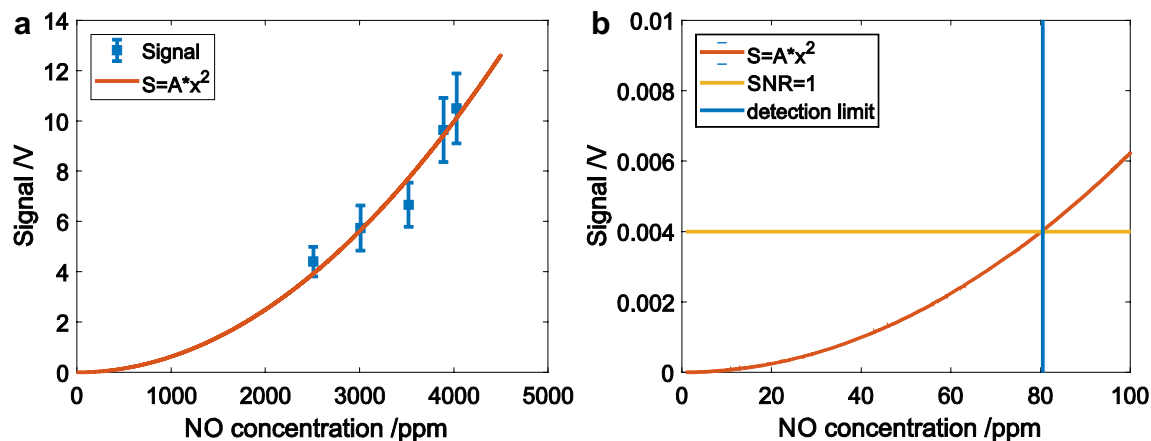 a
14
12
10
8
6
4
2
0
Signal /V
Signal
S=A*x²
0 1000 2000 3000 4000 5000
NO concentration /ppm
b
0.01
0.008
0.006
0.004
0.002
0
Signal /V
S=A*x²
SNR=1
detection limit
0 20 40 60 80 100
NO concentration /ppm